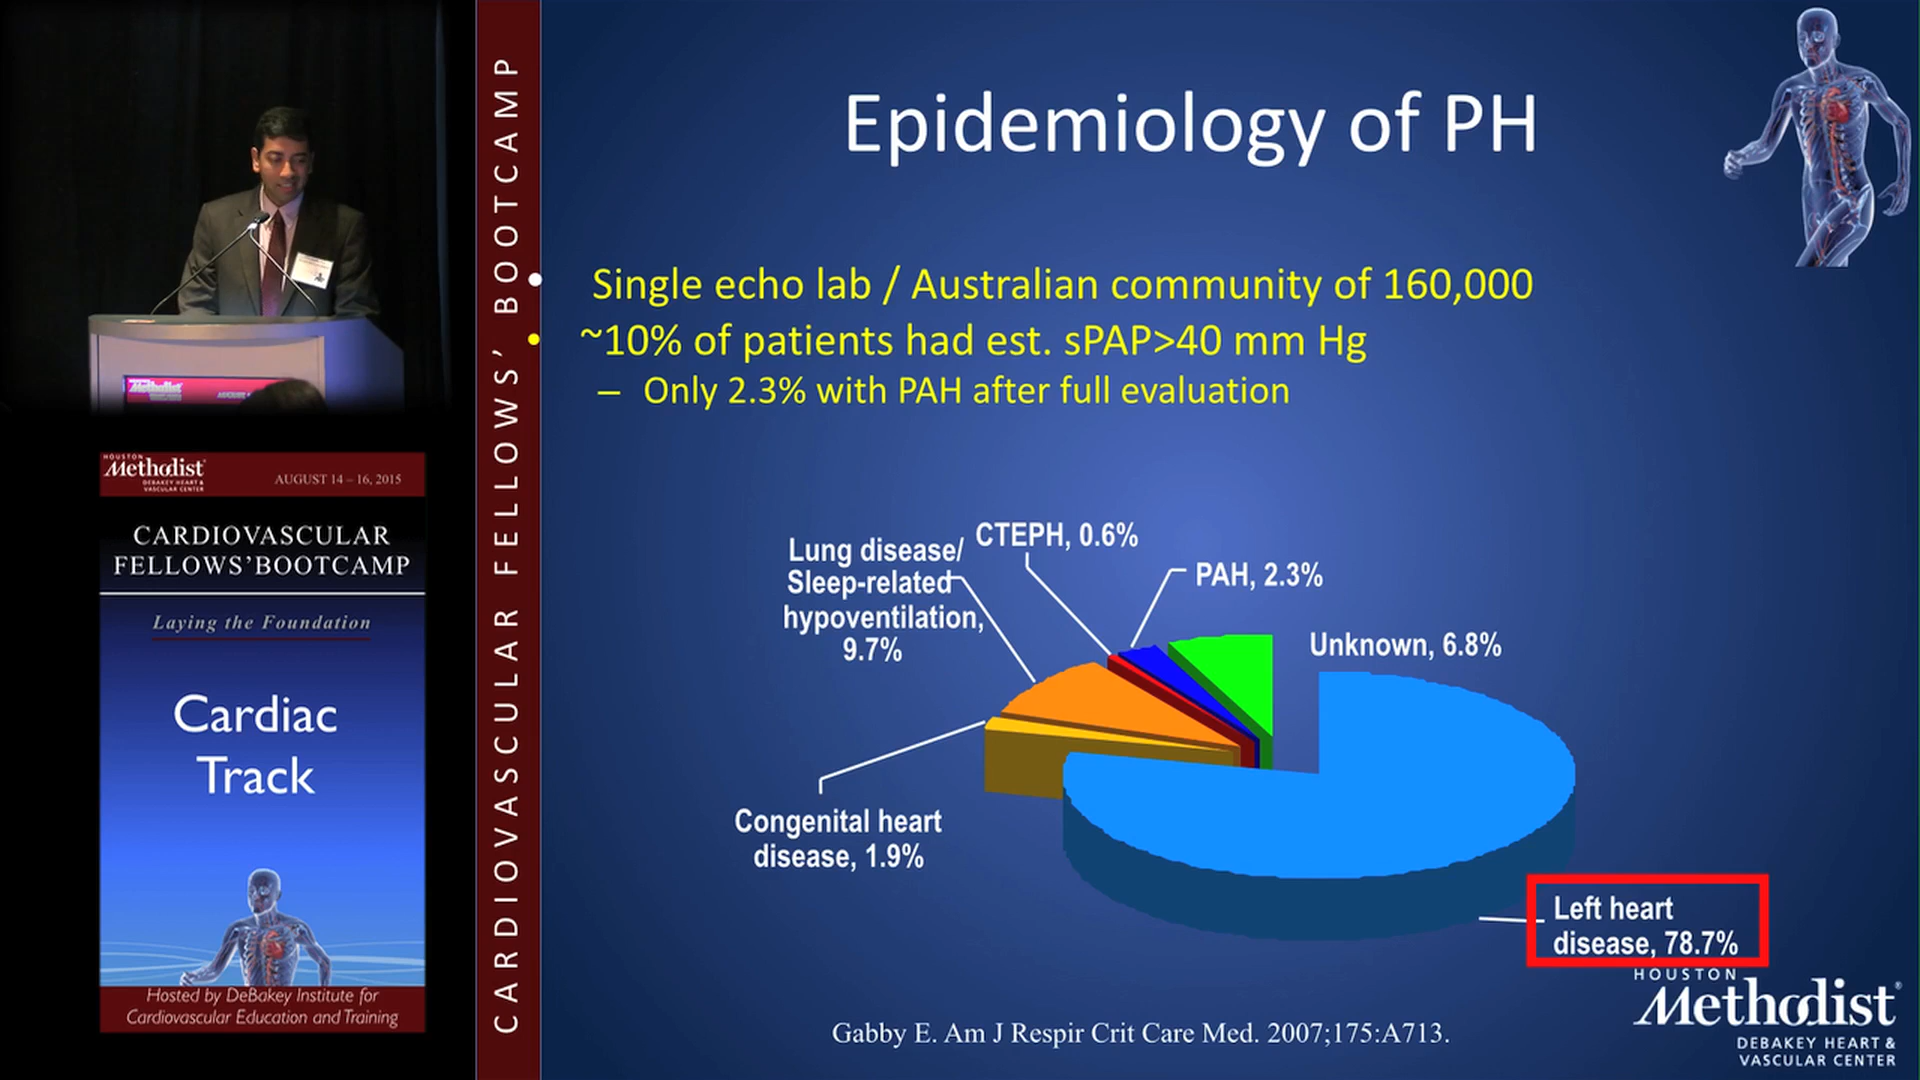 Epidemiology of PH
• Single echo lab / Australian community of 160,000
• ~10% of patients had est. sPAP>40 mm Hg
– Only 2.3% with PAH after full evaluation
Lung disease/
Sleep-related
hypoventilation,
9.7%
CTEPH, 0.6%
PAH, 2.3%
Unknown, 6.8%
Congenital heart
disease, 1.9%
Left heart
disease, 78.7%
Gabby E. Am J Respir Crit Care Med. 2007;175:A713.
HOUSTON
Methodist®
DEBAKEY HEART &
VASCULAR CENTER
CARDIOVASCULAR FELLOWS' BOOTCAMP
Methodist
HOUSTON
Methodist
DEBAKEY HEART &
VASCULAR CENTER
AUGUST 14 – 16, 2015
CARDIOVASCULAR
FELLOWS'BOOTCAMP
Laying the Foundation
Cardiac
Track
Hosted by DeBakey Institute for
Cardiovascular Education and Training